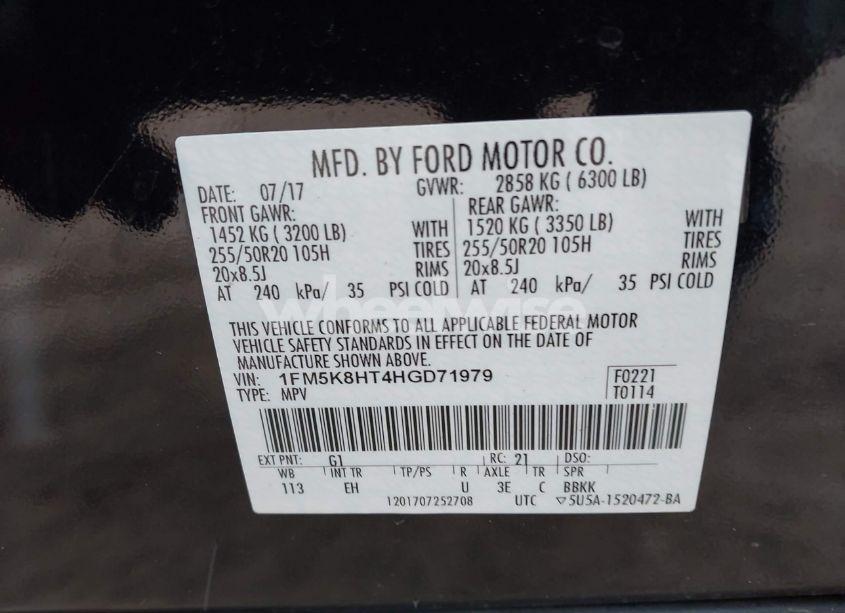 MFD. BY FORD MOTOR CO.
DATE: 07/17 GVWR: 2858 KG ( 6300 LB)
FRONT GAWR: REAR GAWR:
1452 KG ( 3200 LB) WITH 1520 KG ( 3350 LB) WITH
255/50R20 105H TIRES 255/50R20 105H TIRES
20x8.5J RIMS 20x8.5J RIMS
AT 240 kPa/ 35 PSI COLD AT 240 kPa/ 35 PSI COLD
wheelwise
THIS VEHICLE CONFORMS TO ALL APPLICABLE FEDERAL MOTOR
VEHICLE SAFETY STANDARDS IN EFFECT ON THE DATE OF
MANUFACTURE SHOWN ABOVE.
VIN: 1FM5K8HT4HGD71979 F0221
TYPE: MPV T0114
EXT PNT: G1 RC: 21 DSO:
WB INT TR TP/PS R AXLE TR SPR
113 EH U 3E C BBKK
1201707252708 UTC ▽5U5A-1520472-BA